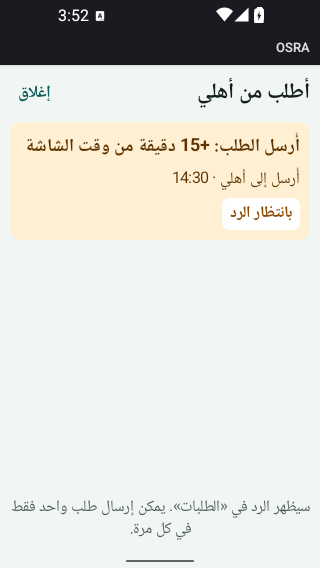 3:52 A
OSRA
أطلب من أهلي
إغلاق
أرسل الطلب: +15 دقيقة من وقت الشاشة
أرسل إلى أهلي · 14:30
بانتظار الرد
سيظهر الرد في «الطلبات». يمكن إرسال طلب واحد فقط
في كل مرة.